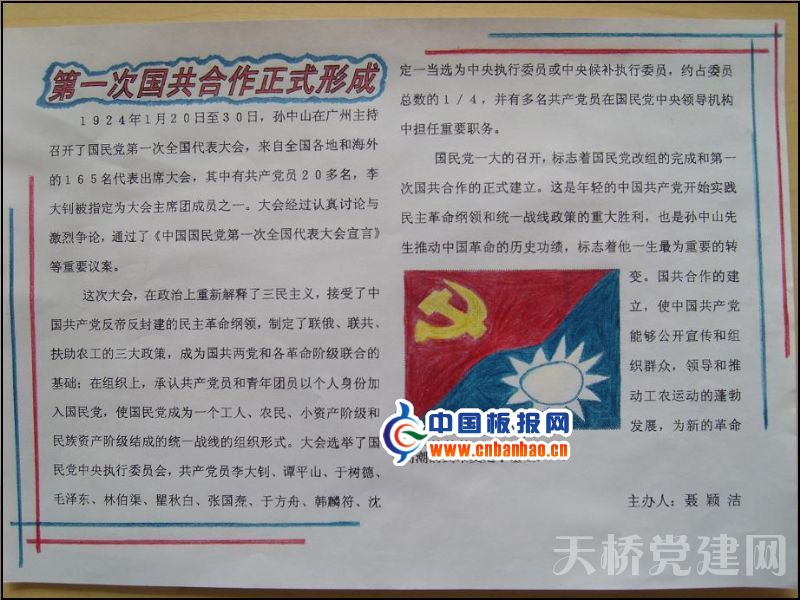 第一次国共合作正式形成
1924年1月20日至30日，孙中山在广州主持
召开了国民党第一次全国代表大会，来自全国各地和海外
的165名代表出席大会，其中有共产党员20多名，李
大钊被指定为大会主席团成员之一。大会经过认真讨论与
激烈争论，通过了《中国国民党第一次全国代表大会宣言》
等重要议案。
这次大会，在政治上重新解释了三民主义，接受了中
国共产党反帝反封建的民主革命纲领，制定了联俄、联共、
扶助农工的三大政策，成为国共两党和各革命阶级联合的
基础；在组织上，承认共产党员和青年团员以个人身份加
入国民党，使国民党成为一个工人、农民、小资产阶级和
民族资产阶级结成的统一战线的组织形式。大会选举了国
民党中央执行委员会，共产党员李大钊、谭平山、于树德、
毛泽东、林伯渠、瞿秋白、张国焘、于方舟、韩麟符、沈
定一当选为中央执行委员或中央候补执行委员，约占委员
总数的1/4，并有多名共产党员在国民党中央领导机构
中担任重要职务。
国民党一大的召开，标志着国民党改组的完成和第一
次国共合作的正式建立。这是年轻的中国共产党开始实践
民主革命纲领和统一战线政策的重大胜利，也是孙中山先
生推动中国革命的历史功绩，标志着他一生最为重要的转
变。国共合作的建
立，使中国共产党
能够公开宣传和组
织群众，领导和推
动工农运动的蓬勃
发展，为新的革命
主办人：聂颖洁
中国板报网
www.cnbanbao.cn
天桥党建网